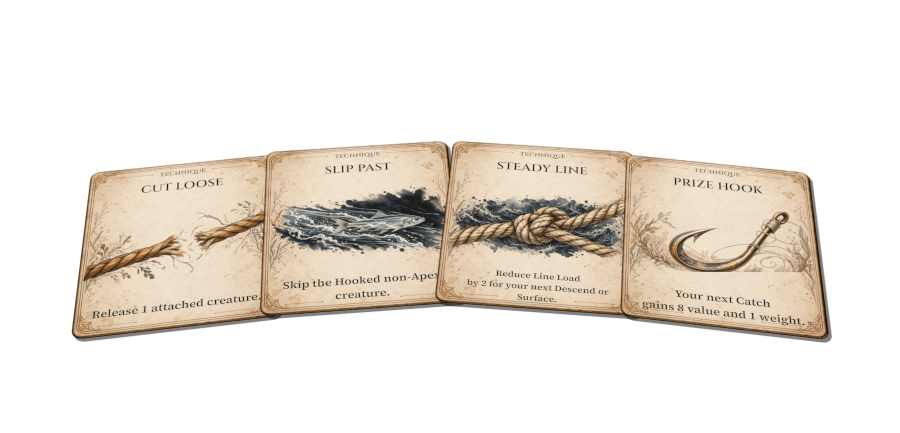 TECHNIQUE
CUT LOOSE
Release 1 attached creature.
TECHNIQUE
SLIP PAST
Skip the Hooked non-Apex
creature.
TECHNIQUE
STEADY LINE
Reduce Line Load
by 2 for your next Descend or
Surface.
TECHNIQUE
PRIZE HOOK
Your next Catch
gains 8 value and 1 weight.